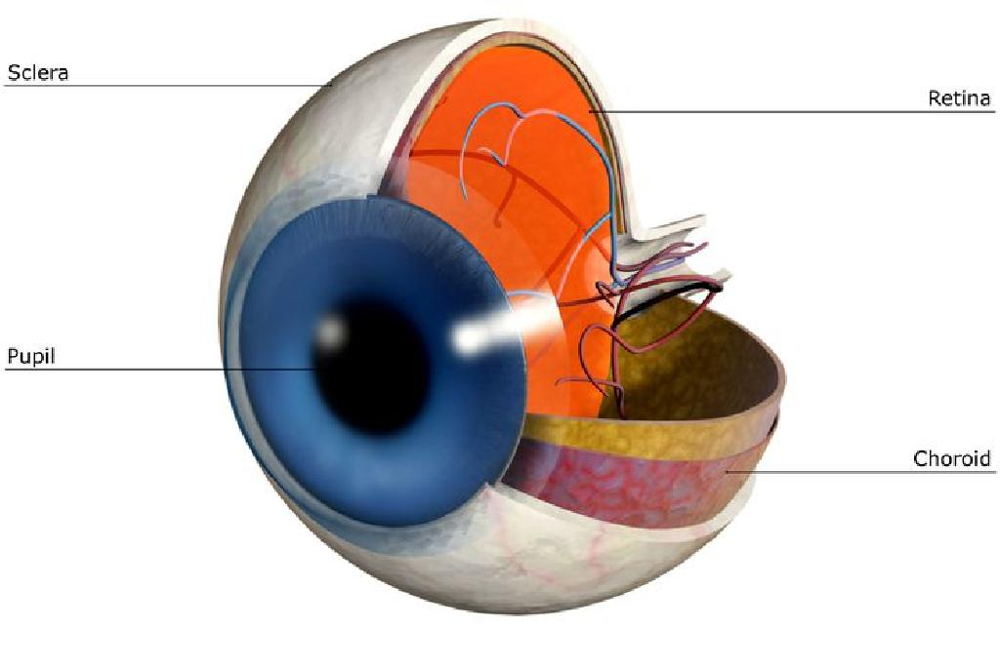 Sclera
Retina
Pupil
Choroid